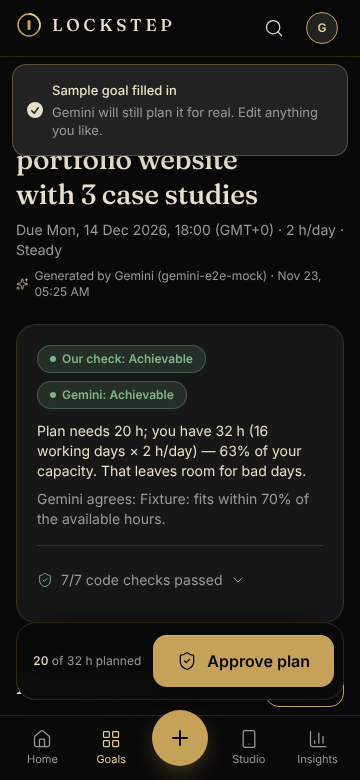 LOCKSTEP
G
Sample goal filled in
Gemini will still plan it for real. Edit anything
you like.
portfolio website
with 3 case studies
Due Mon, 14 Dec 2026, 18:00 (GMT+0) · 2 h/day ·
Steady
Generated by Gemini (gemini-e2e-mock) · Nov 23,
05:25 AM
Our check: Achievable
Gemini: Achievable
Plan needs 20 h; you have 32 h (16
working days × 2 h/day) — 63% of your
capacity. That leaves room for bad days.
Gemini agrees: Fixture: fits within 70% of
the available hours.
7/7 code checks passed
20 of 32 h planned
Approve plan
Home
Goals
Studio
Insights